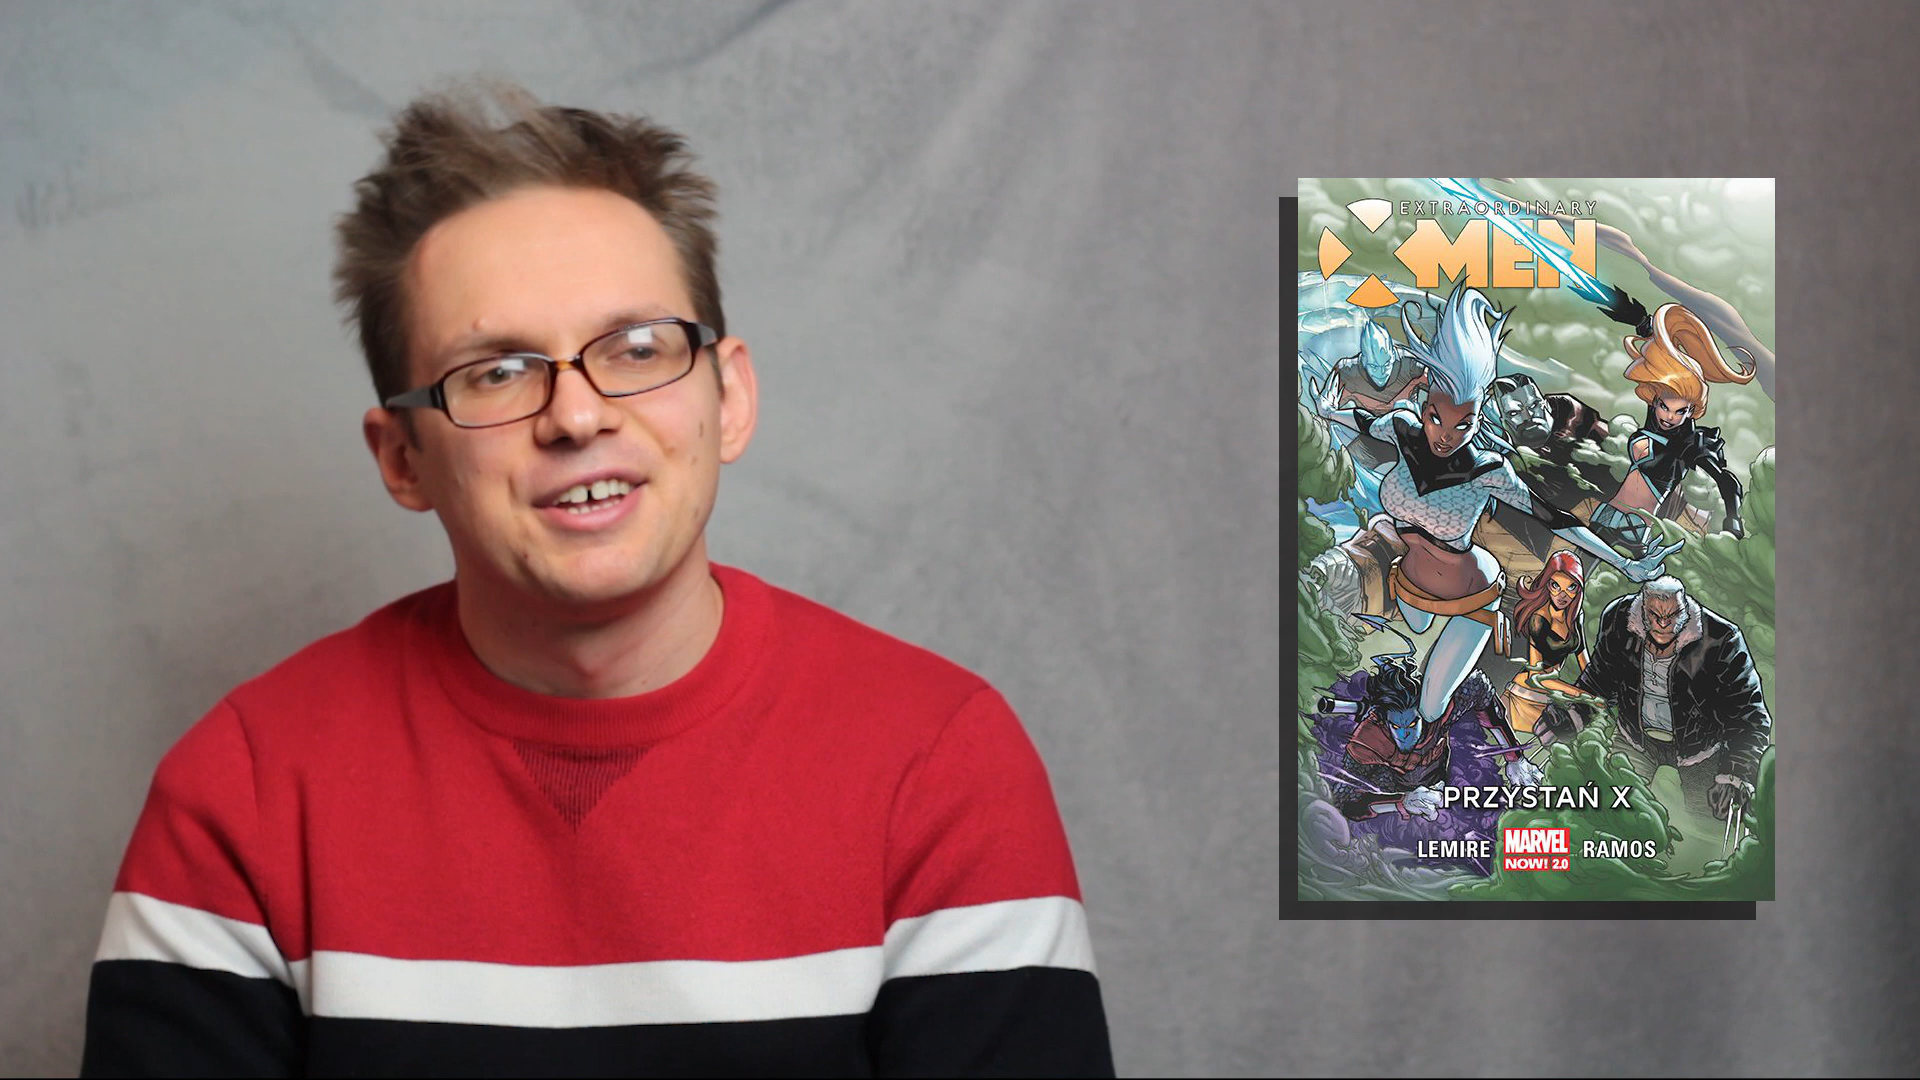 EXTRAORDINARY
X-MEN
PRZYSTAŃ X
LEMIRE MARVEL RAMOS
NOW! 2.0